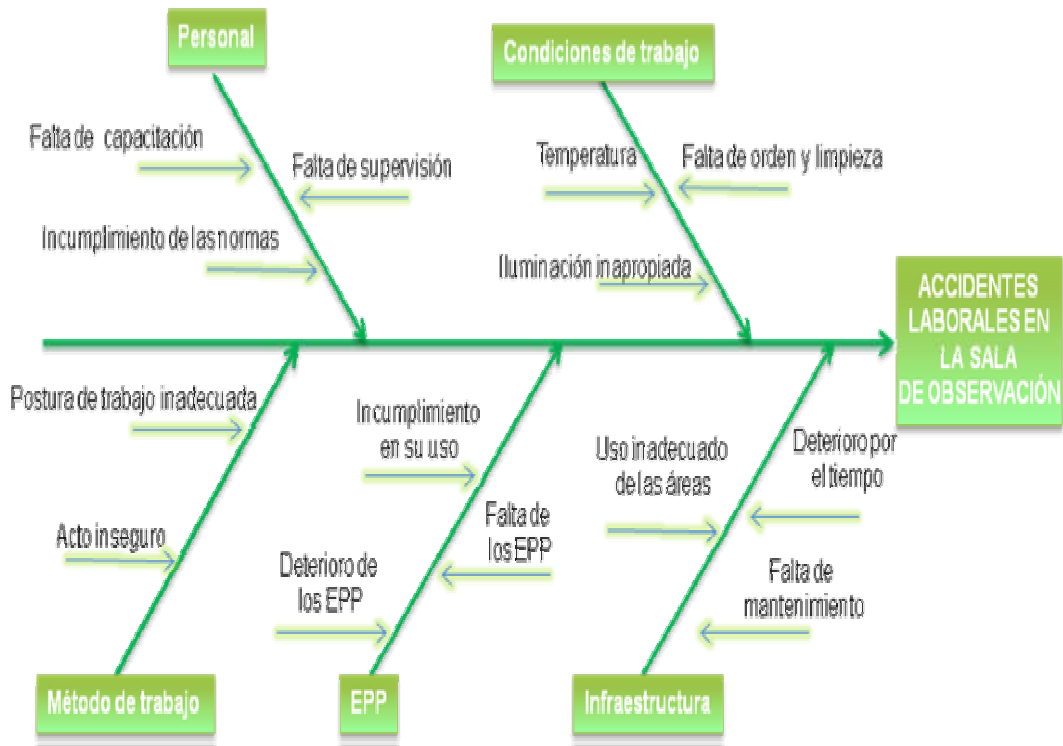 Personal
Condiciones de trabajo
Falta de capacitación
Falta de supervisión
Incumplimiento de las normas
Temperatura
Falta de orden y limpieza
Iluminación inapropiada
ACCIDENTES
LABORALES EN
LA SALA
DE OBSERVACIÓN
Postura de trabajo inadecuada
Acto inseguro
Incumplimiento
en su uso
Falta de
los EPP
Deterioro de
los EPP
Uso inadecuado
de las áreas
Deterioro por
el tiempo
Falta de
mantenimiento
Método de trabajo
EPP
Infraestructura